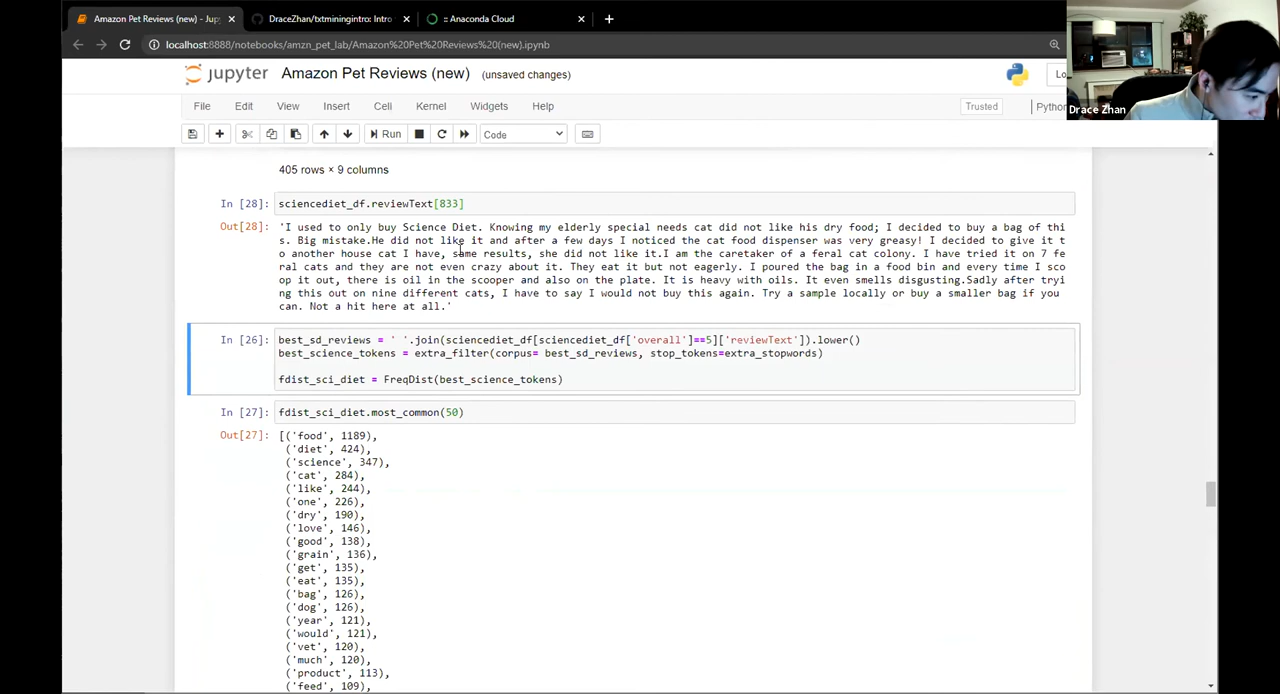 Amazon Pet Reviews (new) - Jup
DraceZhan/txtminingintro: Intro
:: Anaconda Cloud
localhost:8888/notebooks/amzn_pet_lab/Amazon%20Pet%20Reviews%20(new).ipynb
jupyter Amazon Pet Reviews (new) (unsaved changes)
Drace Zhan
File Edit View Insert Cell Kernel Widgets Help Trusted Python
Run Code
405 rows × 9 columns
In [28]: sciencediet_df.reviewText[833]
Out[28]: 'I used to only buy Science Diet. Knowing my elderly special needs cat did not like his dry food; I decided to buy a bag of thi
s. Big mistake.He did not like it and after a few days I noticed the cat food dispenser was very greasy! I decided to give it t
o another house cat I have, same results, she did not like it.I am the caretaker of a feral cat colony. I have tried it on 7 fe
ral cats and they are not even crazy about it. They eat it but not eagerly. I poured the bag in a food bin and every time I sco
op it out, there is oil in the scooper and also on the plate. It is heavy with oils. It even smells disgusting.Sadly after tryi
ng this out on nine different cats, I have to say I would not buy this again. Try a sample locally or buy a smaller bag if you
can. Not a hit here at all.'
In [26]: best_sd_reviews = ' '.join(sciencediet_df[sciencediet_df['overall']==5]['reviewText']).lower()
best_science_tokens = extra_filter(corpus= best_sd_reviews, stop_tokens=extra_stopwords)
fdist_sci_diet = FreqDist(best_science_tokens)
In [27]: fdist_sci_diet.most_common(50)
Out[27]: [('food', 1189),
('diet', 424),
('science', 347),
('cat', 284),
('like', 244),
('one', 226),
('dry', 190),
('love', 146),
('good', 138),
('grain', 136),
('get', 135),
('eat', 135),
('bag', 126),
('dog', 126),
('year', 121),
('would', 121),
('vet', 120),
('much', 120),
('product', 113),
('feed', 109),